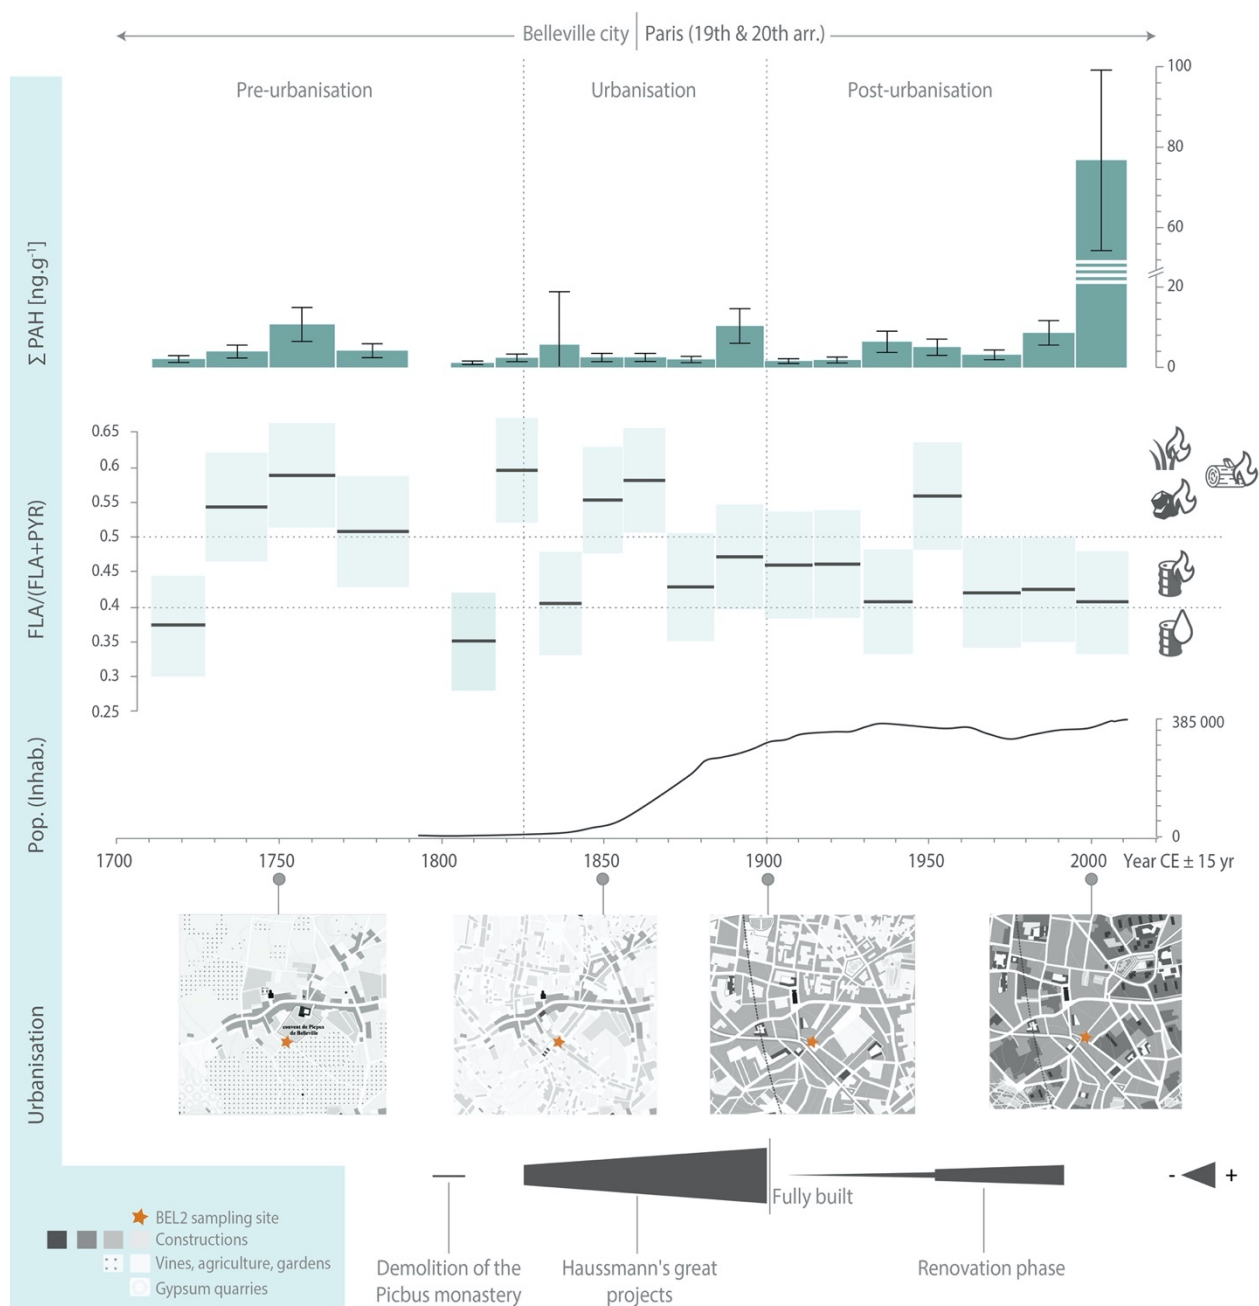 Belleville city | Paris (19th & 20th arr.)
Pre-urbanisation
Urbanisation
Post-urbanisation
100
80
60
20
0
∑ PAH [ng.g⁻¹]
0.65
0.6
0.55
0.5
0.45
0.4
0.35
0.3
0.25
FLA/(FLA+PYR)
385 000
0
Pop. (Inhab.)
1700
1750
1800
1850
1900
1950
2000
Year CE ± 15 yr
couvent de Picpus
de Belleville
Urbanisation
Fully built
- +
BEL2 sampling site
Constructions
Vines, agriculture, gardens
Gypsum quarries
Demolition of the
Picbus monastery
Haussmann's great
projects
Renovation phase